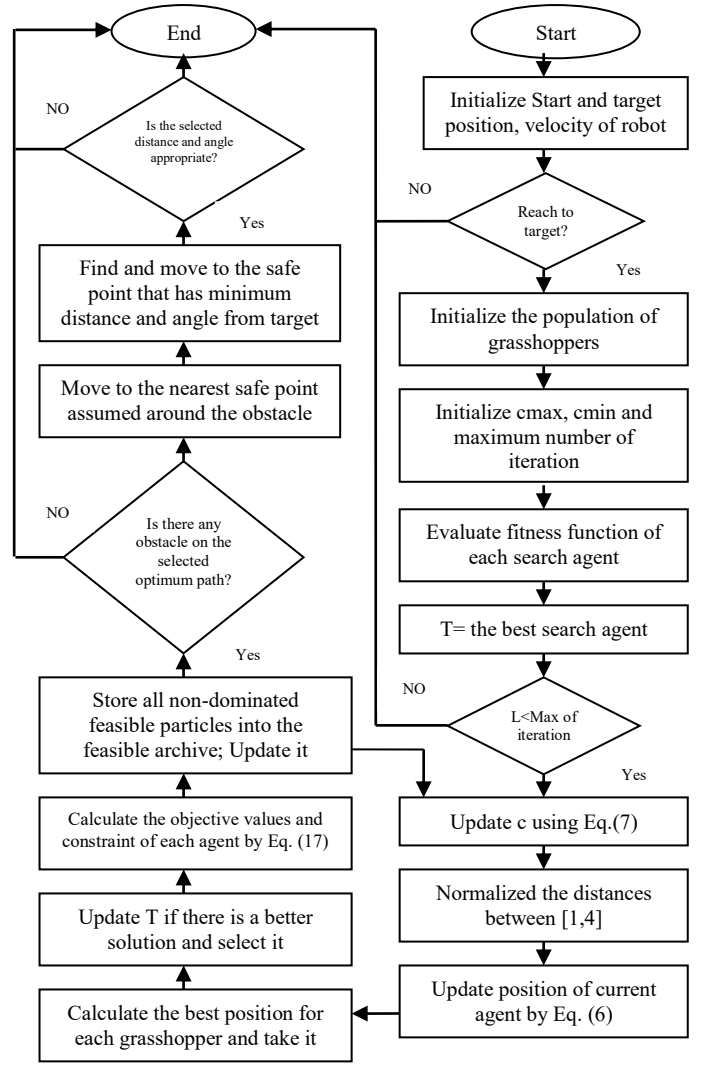 Start
Initialize Start and target
position, velocity of robot
NO
Reach to
target?
Yes
Initialize the population of
grasshoppers
Initialize cmax, cmin and
maximum number of
iteration
Evaluate fitness function of
each search agent
T= the best search agent
NO
L<Max of
iteration
Yes
Update c using Eq.(7)
Normalized the distances
between [1,4]
Update position of current
agent by Eq. (6)
Calculate the best position for
each grasshopper and take it
Update T if there is a better
solution and select it
Calculate the objective values and
constraint of each agent by Eq. (17)
Store all non-dominated
feasible particles into the
feasible archive; Update it
Yes
NO
Is there any
obstacle on the
selected
optimum path?
Move to the nearest safe point
assumed around the obstacle
Find and move to the safe
point that has minimum
distance and angle from target
Yes
NO
Is the selected
distance and angle
appropriate?
End